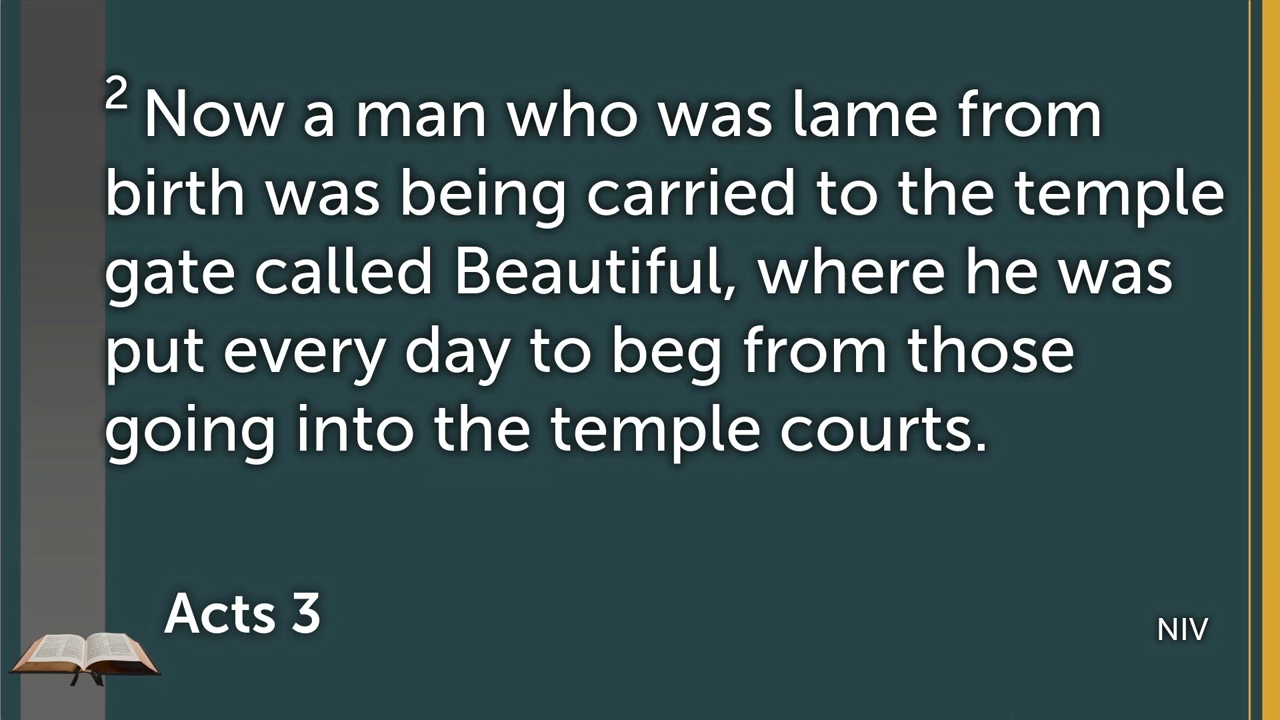 2 Now a man who was lame from
birth was being carried to the temple
gate called Beautiful, where he was
put every day to beg from those
going into the temple courts.
Acts 3
NIV